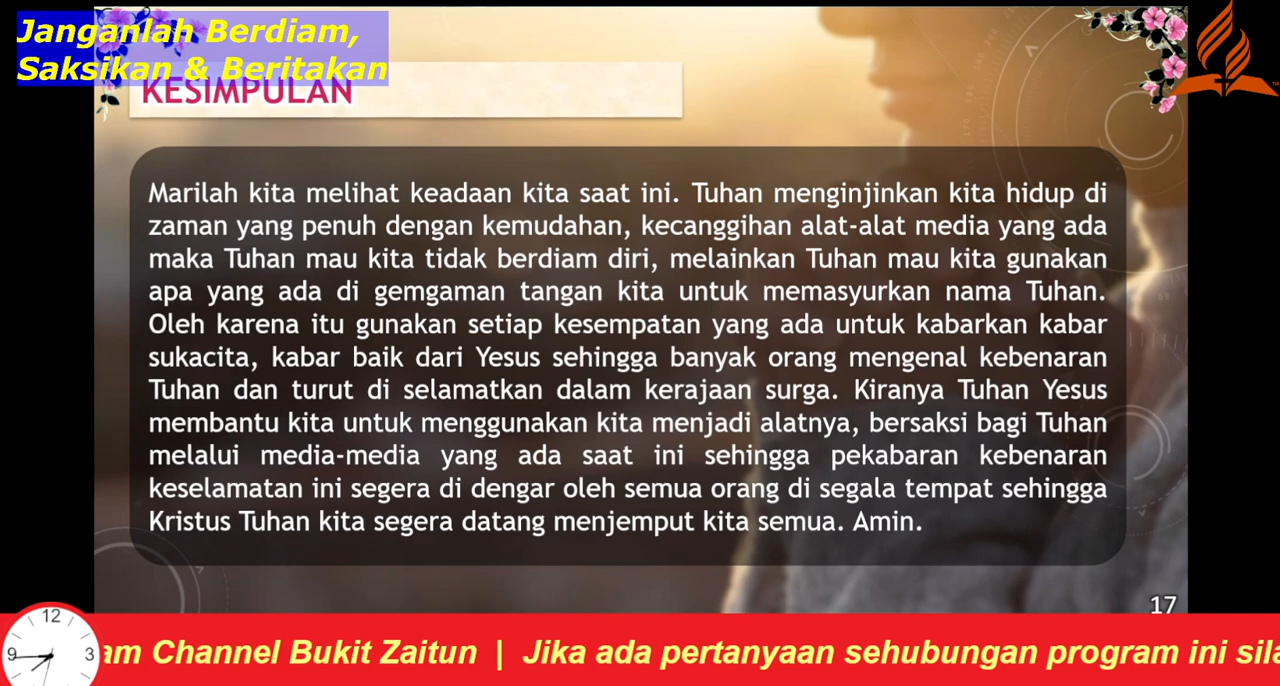 Janganlah Berdiam,
Saksikan & Beritakan
KESIMPULAN
Marilah kita melihat keadaan kita saat ini. Tuhan menginjinkan kita hidup di
zaman yang penuh dengan kemudahan, kecanggihan alat-alat media yang ada
maka Tuhan mau kita tidak berdiam diri, melainkan Tuhan mau kita gunakan
apa yang ada di gemgaman tangan kita untuk memasyurkan nama Tuhan.
Oleh karena itu gunakan setiap kesempatan yang ada untuk kabarkan kabar
sukacita, kabar baik dari Yesus sehingga banyak orang mengenal kebenaran
Tuhan dan turut di selamatkan dalam kerajaan surga. Kiranya Tuhan Yesus
membantu kita untuk menggunakan kita menjadi alatnya, bersaksi bagi Tuhan
melalui media-media yang ada saat ini sehingga pekabaran kebenaran
keselamatan ini segera di dengar oleh semua orang di segala tempat sehingga
Kristus Tuhan kita segera datang menjemput kita semua. Amin.
17
12
9 3
am Channel Bukit Zaitun | Jika ada pertanyaan sehubungan program ini sila